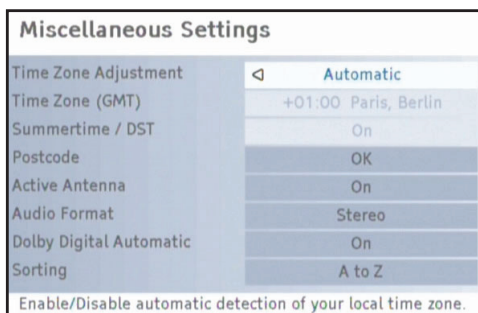 Miscellaneous Settings
Time Zone Adjustment Automatic
Time Zone (GMT) +01:00 Paris, Berlin
Summertime / DST On
Postcode OK
Active Antenna On
Audio Format Stereo
Dolby Digital Automatic On
Sorting A to Z
Enable/Disable automatic detection of your local time zone.